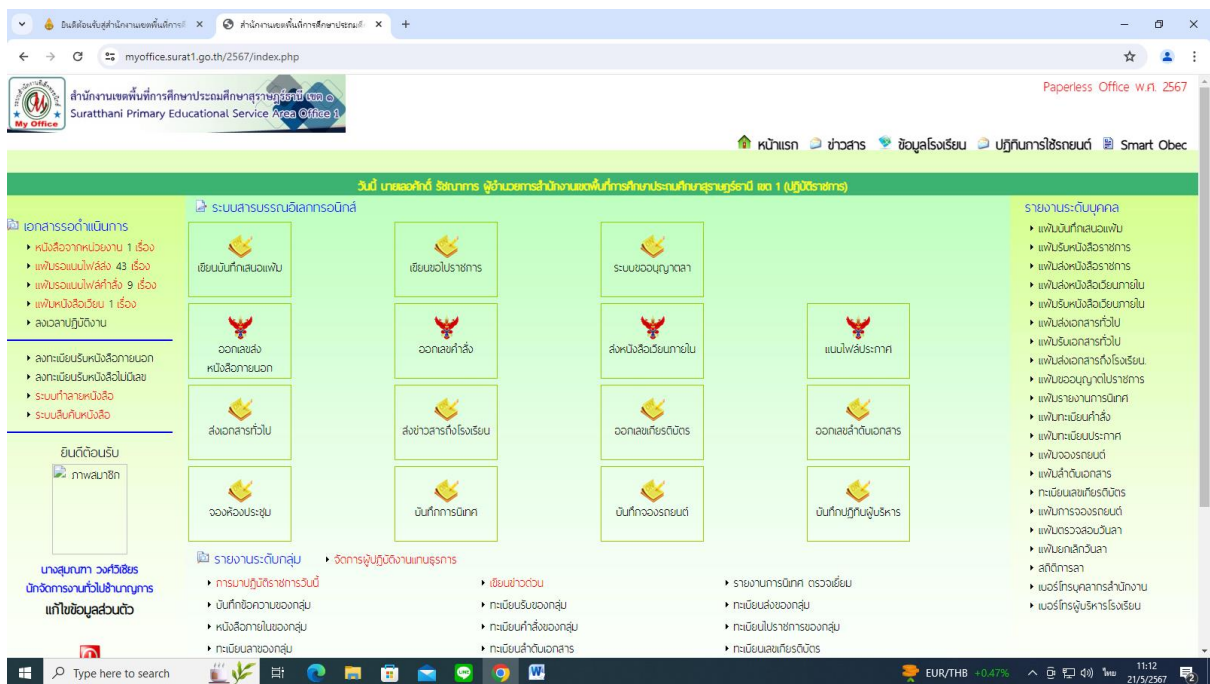 ยินดีต้อนรับสู่สำนักงานเขตพื้นที่การศึ
สำนักงานเขตพื้นที่การศึกษาประถมศึ
myoffice.surat1.go.th/2567/index.php
My Office
สำนักงานเขตพื้นที่การศึกษาประถมศึกษาสุราษฎร์ธานี เขต ๑
Suratthani Primary Educational Service Area Office 1
Paperless Office พ.ศ. 2567
หน้าแรก ข่าวสาร ข้อมูลโรงเรียน ปฏิทินการใช้รถยนต์ Smart Obec
วันนี้ นายเลอศักดิ์ รัชณาการ ผู้อำนวยการสำนักงานเขตพื้นที่การศึกษาประถมศึกษาสุราษฎร์ธานี เขต 1 (ปฏิบัติราชการ)
เอกสารรอดำเนินการ
หนังสือจากหน่วยงาน 1 เรื่อง
แฟ้มรอแนบไฟล์ส่ง 43 เรื่อง
แฟ้มรอแนบไฟล์คำสั่ง 9 เรื่อง
แฟ้มหนังสือเวียน 1 เรื่อง
ลงเวลาปฏิบัติงาน
ลงทะเบียนรับหนังสือภายนอก
ลงทะเบียนรับหนังสือไม่มีเลข
ระบบทำลายหนังสือ
ระบบสืบค้นหนังสือ
ยินดีต้อนรับ
ภาพสมาชิก
นางสุมณฑา วงศ์วิเชียร
นักจัดการงานทั่วไปชำนาญการ
แก้ไขข้อมูลส่วนตัว
ระบบสารบรรณอิเลกทรอนิกส์
เขียนบันทึกเสนอแฟ้ม
เขียนขอไปราชการ
ระบบขออนุญาตลา
ออกเลขส่ง
หนังสือภายนอก
ออกเลขคำสั่ง
ส่งหนังสือเวียนภายใน
แนบไฟล์ประกาศ
ส่งเอกสารทั่วไป
ส่งข่าวสารถึงโรงเรียน
ออกเลขเกียรติบัตร
ออกเลขลำดับเอกสาร
จองห้องประชุม
บันทึกการนิเทศ
บันทึกจองรถยนต์
บันทึกปฏิทินผู้บริหาร
รายงานระดับกลุ่ม
จัดการผู้ปฏิบัติงานแทนธุรการ
การมาปฏิบัติราชการวันนี้
เขียนข่าวด่วน
รายงานการนิเทศ ตรวจเยี่ยม
บันทึกข้อความของกลุ่ม
ทะเบียนรับของกลุ่ม
ทะเบียนส่งของกลุ่ม
หนังสือภายในของกลุ่ม
ทะเบียนคำสั่งของกลุ่ม
ทะเบียนไปราชการของกลุ่ม
ทะเบียนลาของกลุ่ม
ทะเบียนลำดับเอกสาร
ทะเบียนเลขเกียรติบัตร
รายงานระดับบุคคล
แฟ้มบันทึกเสนอแฟ้ม
แฟ้มรับหนังสือราชการ
แฟ้มส่งหนังสือราชการ
แฟ้มส่งหนังสือเวียนภายใน
แฟ้มรับหนังสือเวียนภายใน
แฟ้มส่งเอกสารทั่วไป
แฟ้มรับเอกสารทั่วไป
แฟ้มส่งเอกสารถึงโรงเรียน.
แฟ้มขออนุญาตไปราชการ
แฟ้มรายงานการนิเทศ
แฟ้มทะเบียนคำสั่ง
แฟ้มทะเบียนประกาศ
แฟ้มจองรถยนต์
แฟ้มลำดับเอกสาร
ทะเบียนเลขเกียรติบัตร
แฟ้มการจองรถยนต์
แฟ้มตรวจสอบวันลา
แฟ้มยกเลิกวันลา
สถิติการลา
เบอร์โทรบุคลากรสำนักงาน
เบอร์โทรผู้บริหารโรงเรียน
Type here to search
EUR/THB +0.47%
ไทย
11:12
21/5/2567